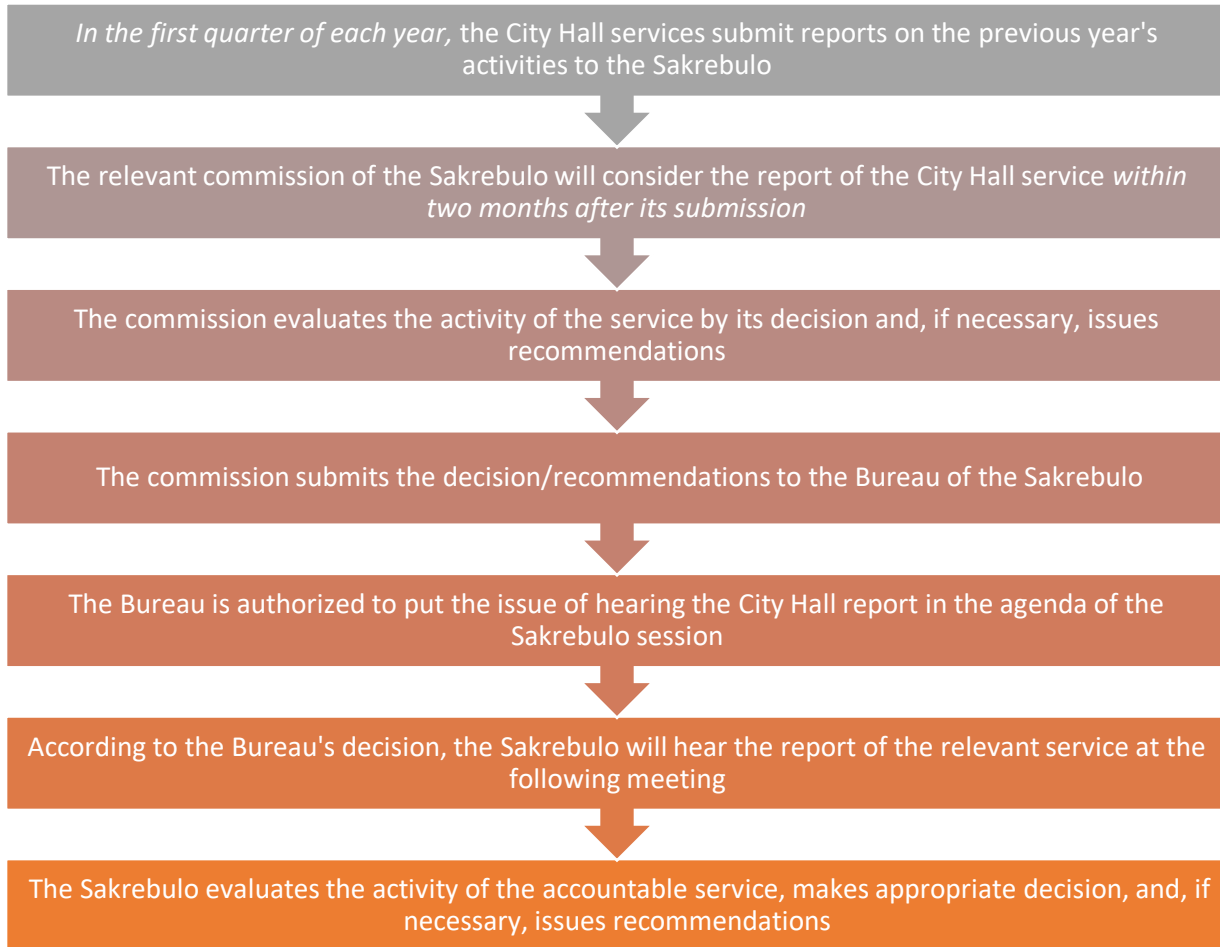 In the first quarter of each year, the City Hall services submit reports on the previous year's
activities to the Sakrebulo
The relevant commission of the Sakrebulo will consider the report of the City Hall service within
two months after its submission
The commission evaluates the activity of the service by its decision and, if necessary, issues
recommendations
The commission submits the decision/recommendations to the Bureau of the Sakrebulo
The Bureau is authorized to put the issue of hearing the City Hall report in the agenda of the
Sakrebulo session
According to the Bureau's decision, the Sakrebulo will hear the report of the relevant service at the
following meeting
The Sakrebulo evaluates the activity of the accountable service, makes appropriate decision, and, if
necessary, issues recommendations